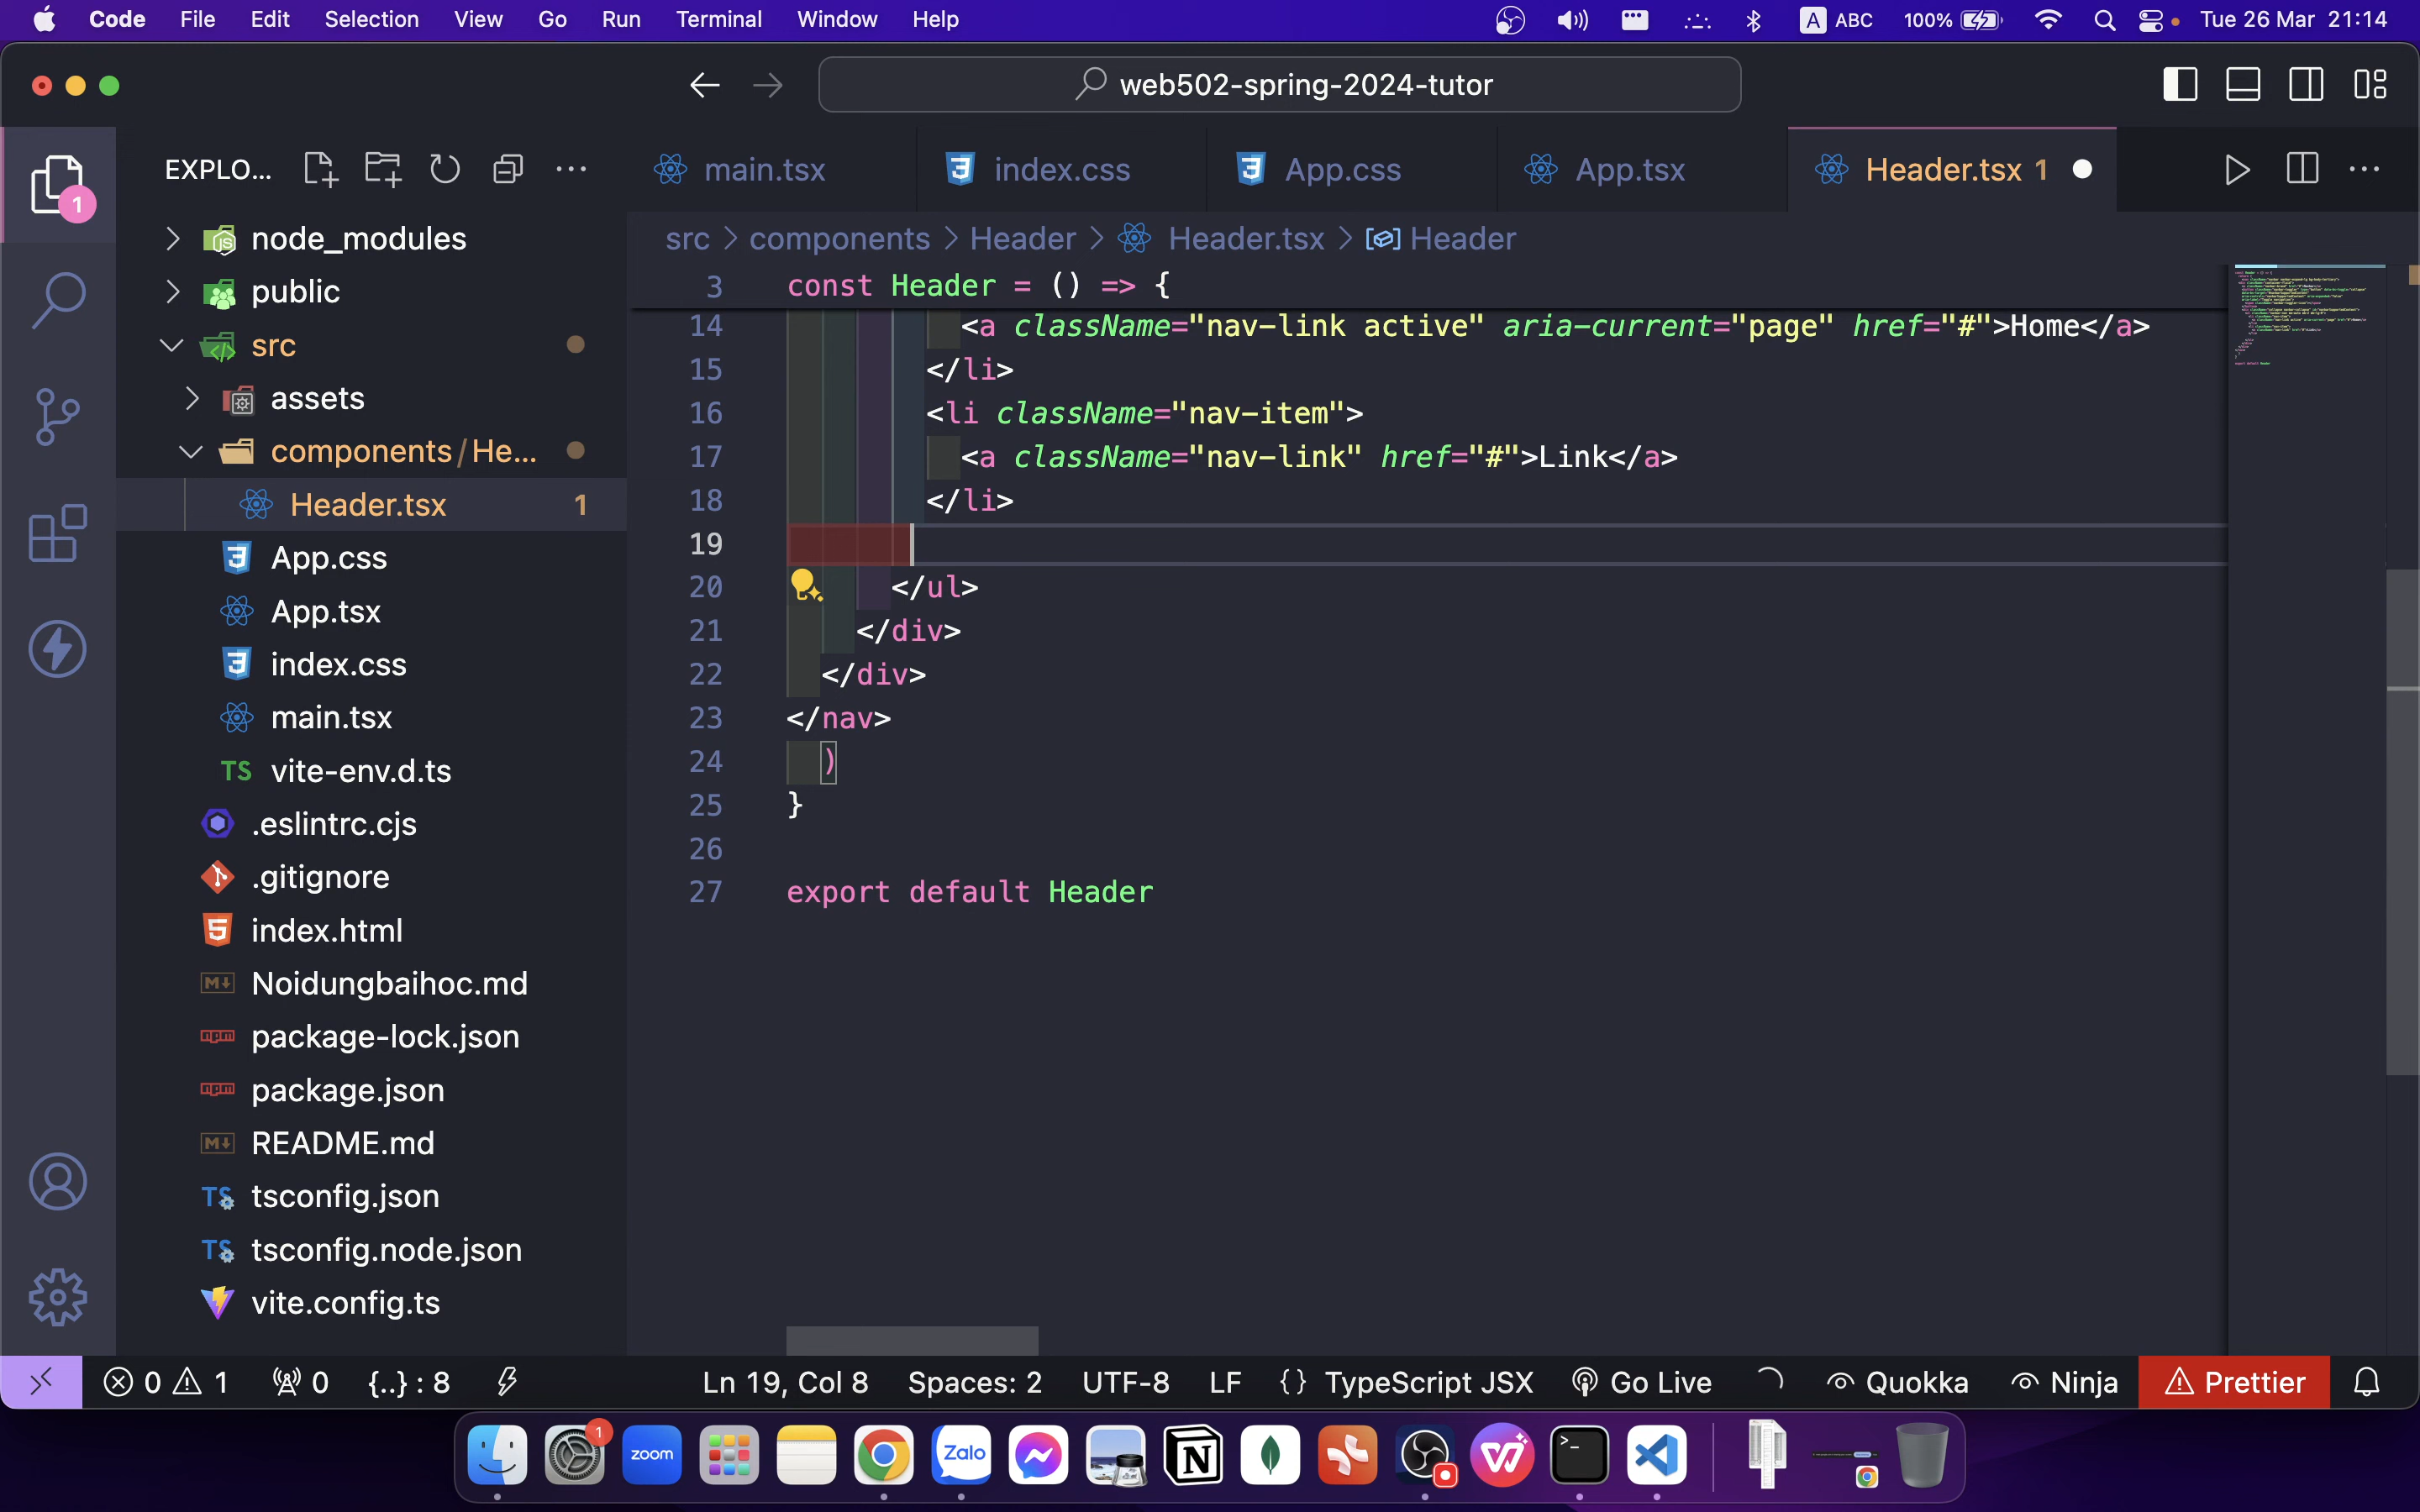 Code File Edit Selection View Go Run Terminal Window Help A ABC 100% Tue 26 Mar 21:14
web502-spring-2024-tutor
EXPLO... main.tsx index.css App.css App.tsx Header.tsx 1
1
src > components > Header > Header.tsx > Header
node_modules
public
src
assets
components/He...
Header.tsx 1
App.css
App.tsx
index.css
main.tsx
TS vite-env.d.ts
.eslintrc.cjs
.gitignore
index.html
Noidungbaihoc.md
package-lock.json
package.json
README.md
TS tsconfig.json
TS tsconfig.node.json
vite.config.ts
3 const Header = () => {
14 <a className="nav-link active" aria-current="page" href="#">Home</a>
15 </li>
16 <li className="nav-item">
17 <a className="nav-link" href="#">Link</a>
18 </li>
19
20 </ul>
21 </div>
22 </div>
23 </nav>
24 )
25 }
26
27 export default Header
0 1 0 {..} : 8 Ln 19, Col 8 Spaces: 2 UTF-8 LF {} TypeScript JSX Go Live Quokka Ninja Prettier
1 zoom Zalo